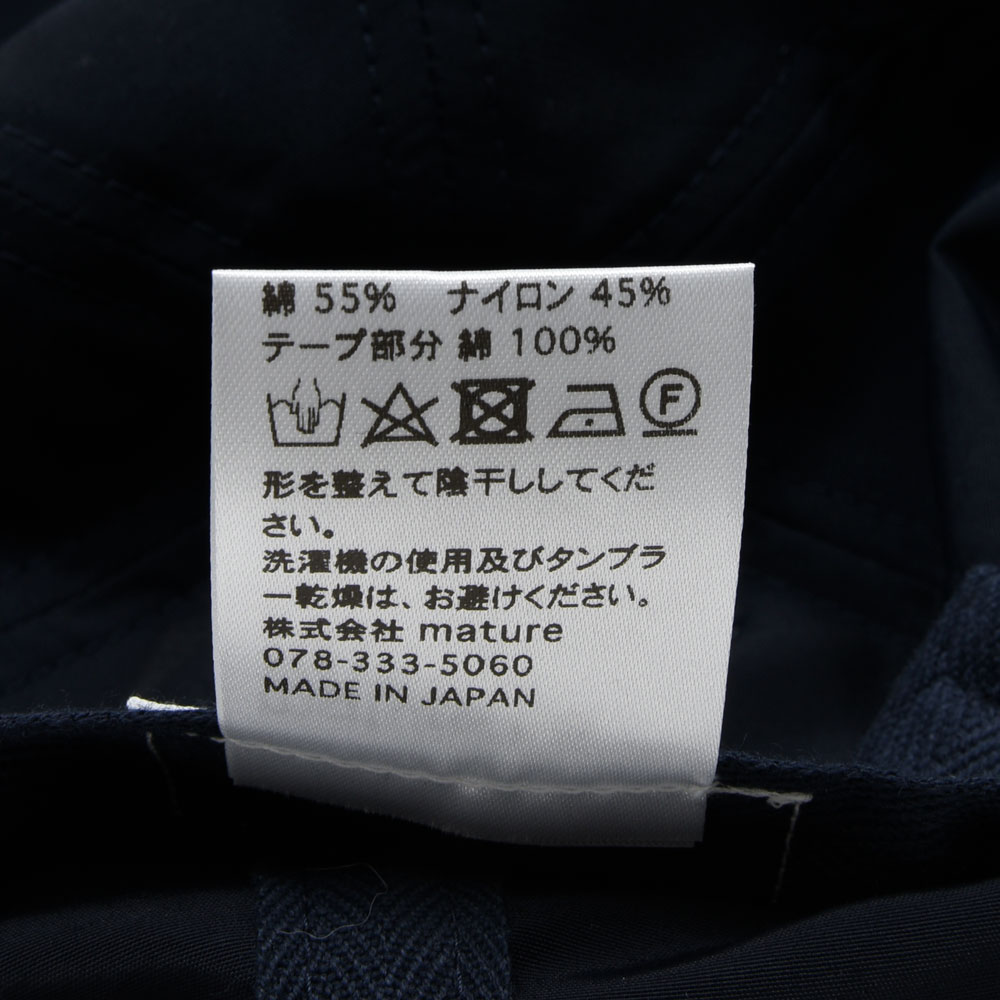 綿 55% ナイロン 45%
テープ部分 綿 100%
F
形を整えて陰干ししてくだ
さい。
洗濯機の使用及びタンブラ
ー乾燥は、お避けください。
株式会社 mature
078-333-5060
MADE IN JAPAN